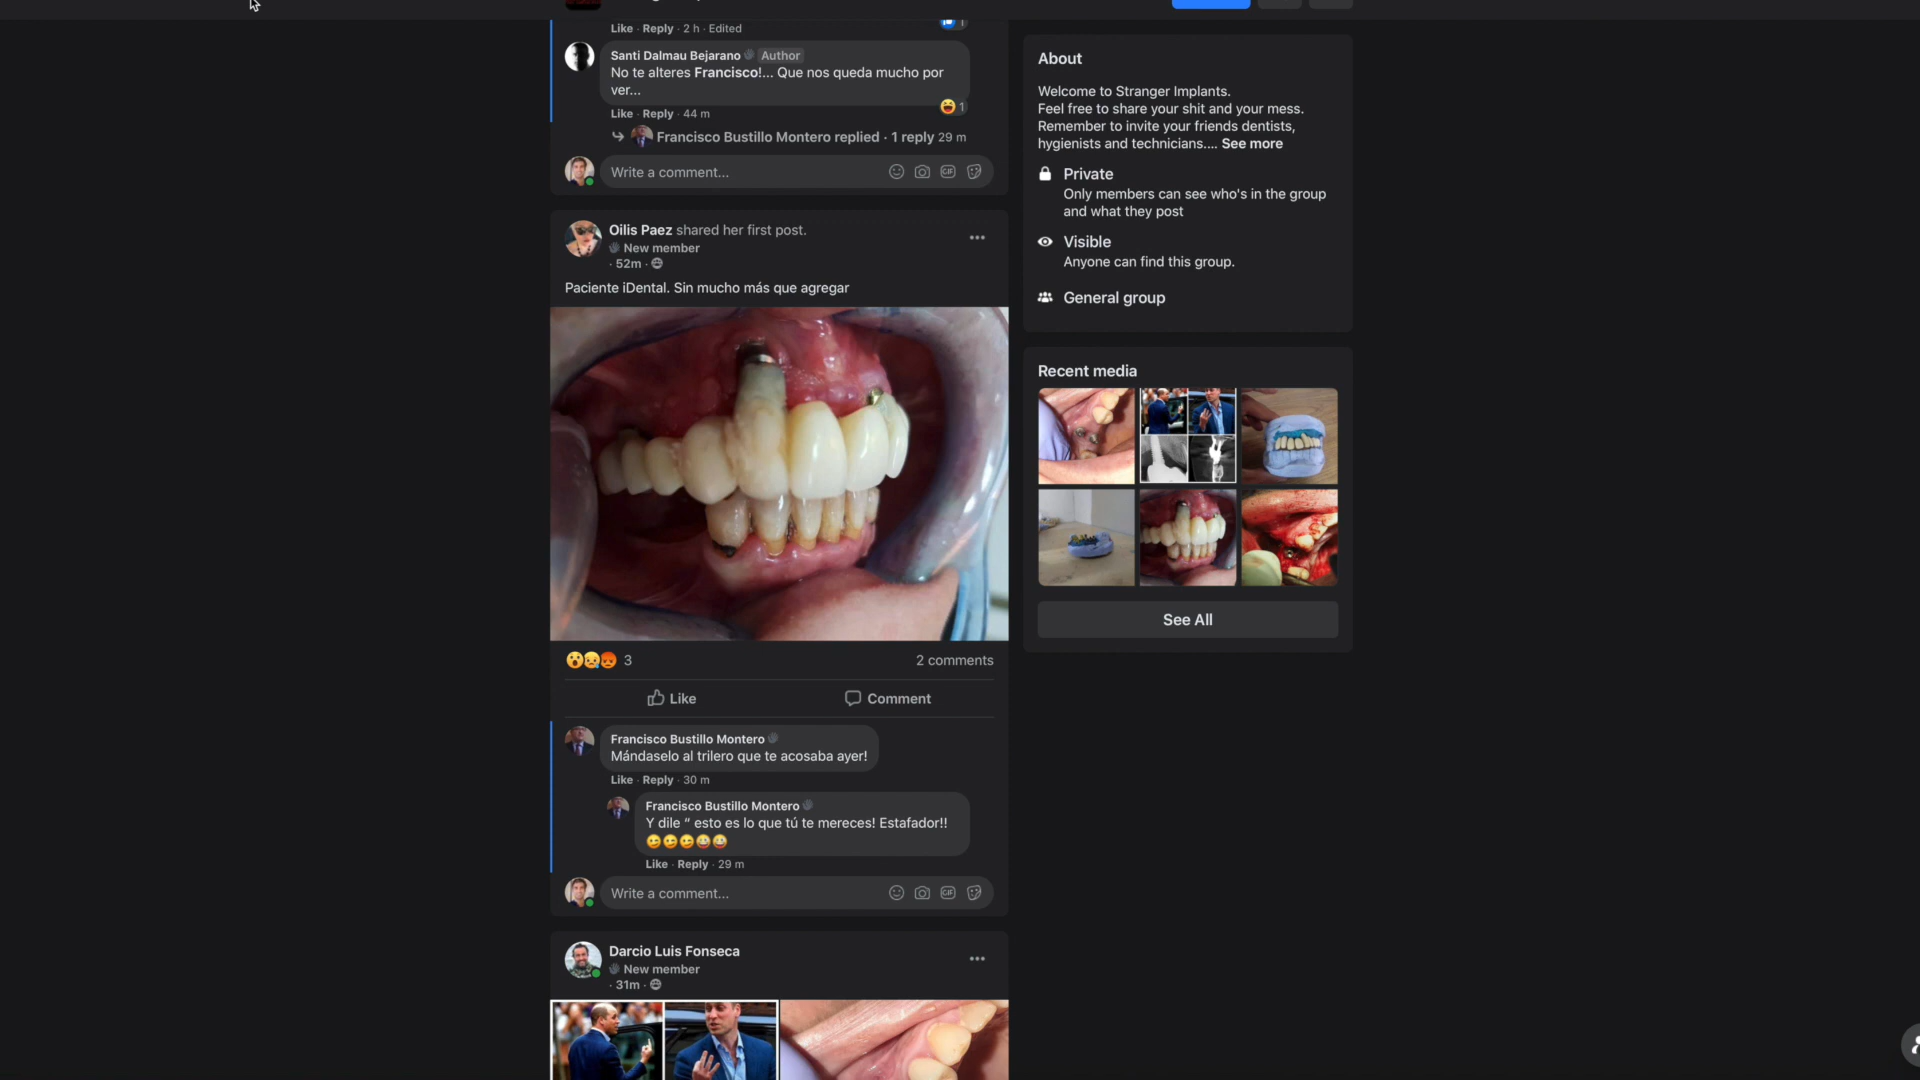 Like · Reply · 2 h · Edited
1
Santi Dalmau Bejarano Author
No te alteres Francisco!... Que nos queda mucho por
ver...
1
Like · Reply · 44 m
Francisco Bustillo Montero replied · 1 reply 29 m
Write a comment...
GIF
Oilis Paez shared her first post.
New member
· 52m ·
Paciente iDental. Sin mucho más que agregar
3
2 comments
Like
Comment
Francisco Bustillo Montero
Mándaselo al trilero que te acosaba ayer!
Like · Reply · 30 m
Francisco Bustillo Montero
Y dile “ esto es lo que tú te mereces! Estafador!!
Like · Reply · 29 m
Write a comment...
GIF
Darcio Luis Fonseca
New member
· 31m ·
About
Welcome to Stranger Implants.
Feel free to share your shit and your mess.
Remember to invite your friends dentists,
hygienists and technicians.... See more
Private
Only members can see who's in the group
and what they post
Visible
Anyone can find this group.
General group
Recent media
See All